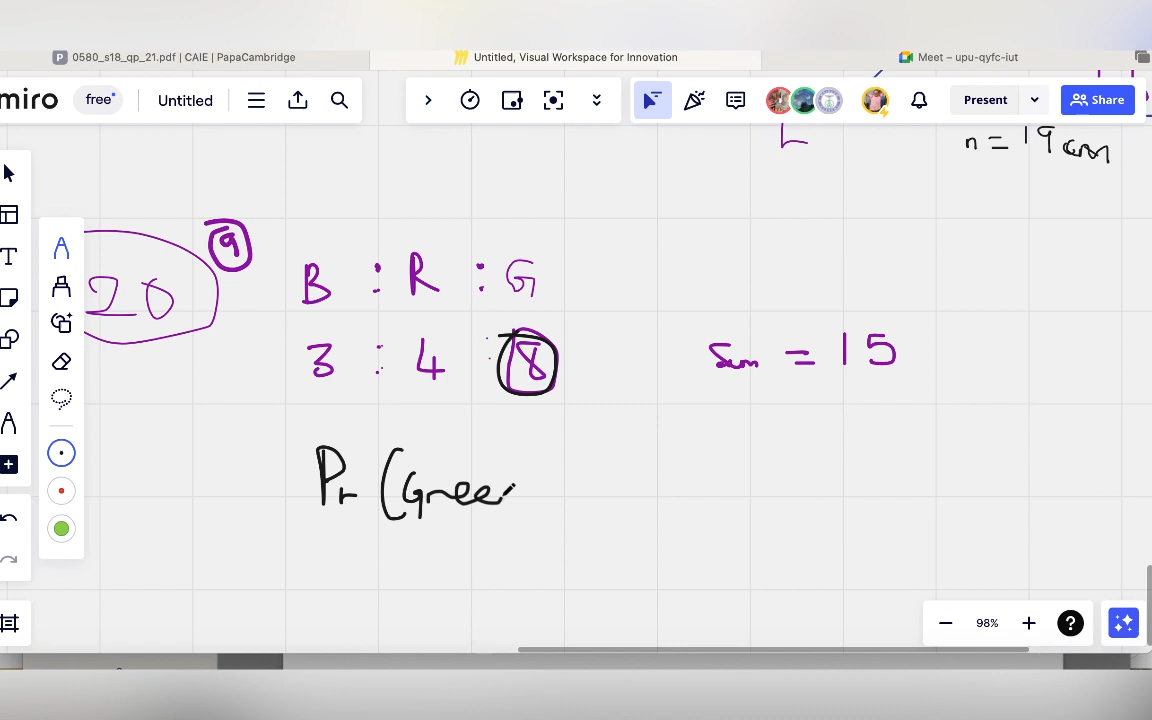 0580_s18_qp_21.pdf | CAIE | PapaCambridge
Untitled, Visual Workspace for Innovation
Meet – upu-qyfc-iut
miro
free
Untitled
Present
Share
L
n = 19 cm
20
9
B : R : G
3 : 4 : 8
Sum = 15
Pr (Green
98%